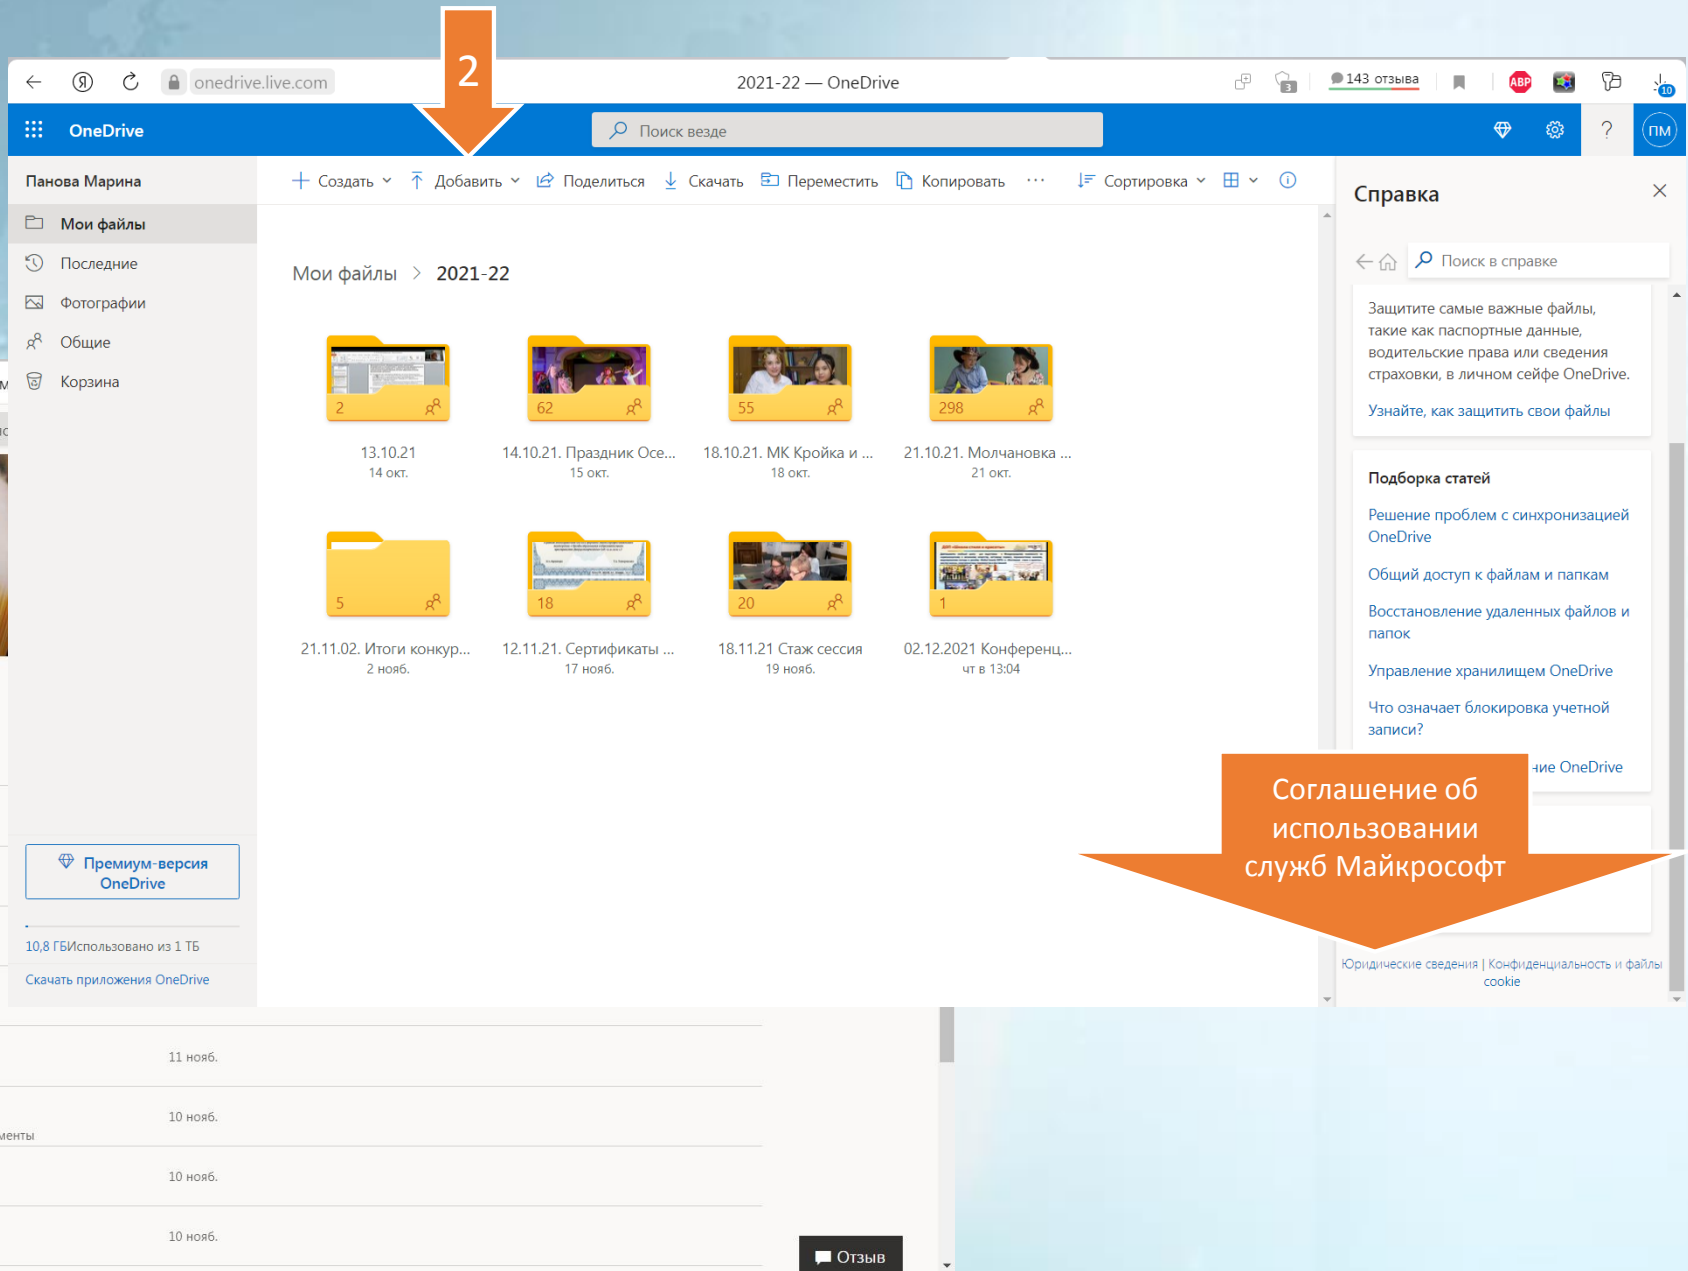 2
onedrive.live.com
2021-22 — OneDrive
3
143 отзыва
ABP
10
OneDrive
Поиск везде
?
ПМ
Панова Марина
Создать
Добавить
Поделиться
Скачать
Переместить
Копировать
...
Сортировка
Справка
Мои файлы
Последние
Фотографии
Общие
Корзина
Мои файлы > 2021-22
Поиск в справке
Защитите самые важные файлы,
такие как паспортные данные,
водительские права или сведения
страховки, в личном сейфе OneDrive.
Узнайте, как защитить свои файлы
2
62
55
298
13.10.21
14 окт.
14.10.21. Праздник Осе...
15 окт.
18.10.21. МК Кройка и ...
18 окт.
21.10.21. Молчановка ...
21 окт.
Подборка статей
Решение проблем с синхронизацией
OneDrive
Общий доступ к файлам и папкам
Восстановление удаленных файлов и
папок
Управление хранилищем OneDrive
Что означает блокировка учетной
записи?
ние OneDrive
5
18
20
1
21.11.02. Итоги конкур...
2 нояб.
12.11.21. Сертификаты ...
17 нояб.
18.11.21 Стаж сессия
19 нояб.
02.12.2021 Конференц...
чт в 13:04
Соглашение об
использовании
служб Майкрософт
Премиум-версия
OneDrive
10,8 ГБИспользовано из 1 ТБ
Скачать приложения OneDrive
Юридические сведения | Конфиденциальность и файлы
cookie
11 нояб.
10 нояб.
менты
10 нояб.
10 нояб.
Отзыв